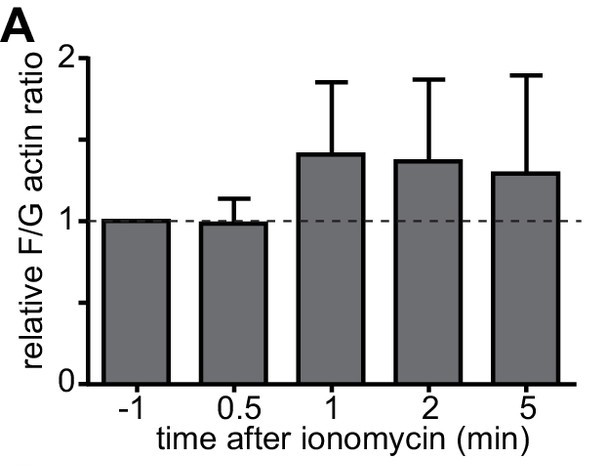 A
relative F/G actin ratio
2
1
0
-1 0.5 1 2 5
time after ionomycin (min)